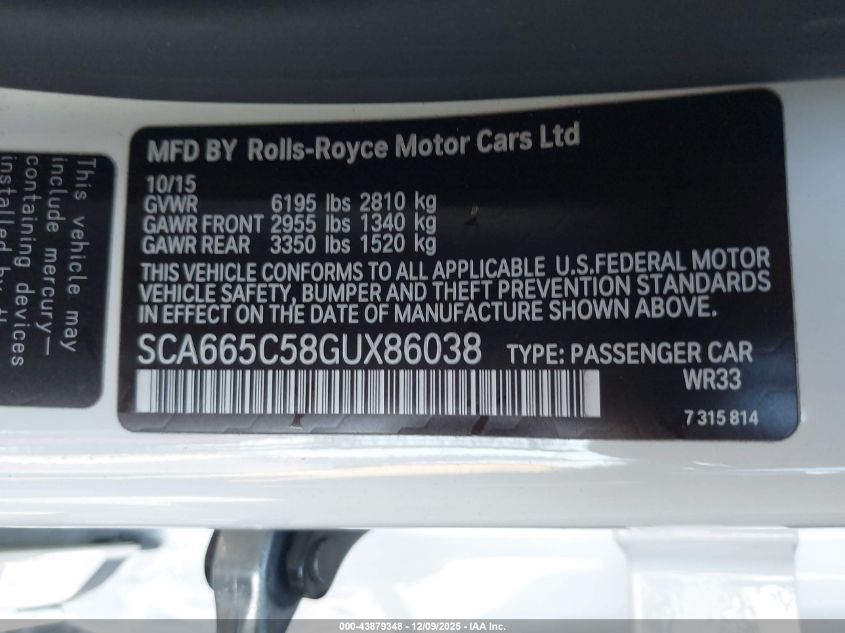 MFD BY Rolls-Royce Motor Cars Ltd
10/15
GVWR 6195 lbs 2810 kg
GAWR FRONT 2955 lbs 1340 kg
GAWR REAR 3350 lbs 1520 kg
THIS VEHICLE CONFORMS TO ALL APPLICABLE U.S.FEDERAL MOTOR
VEHICLE SAFETY, BUMPER AND THEFT PREVENTION STANDARDS
IN EFFECT ON THE DATE OF MANUFACTURE SHOWN ABOVE.
SCA665C58GUX86038 TYPE: PASSENGER CAR
WR33
7 315 814
This vehicle may
include mercury-
containing devices
installed by the
000-43879348 - 12/09/2025 - IAA Inc.